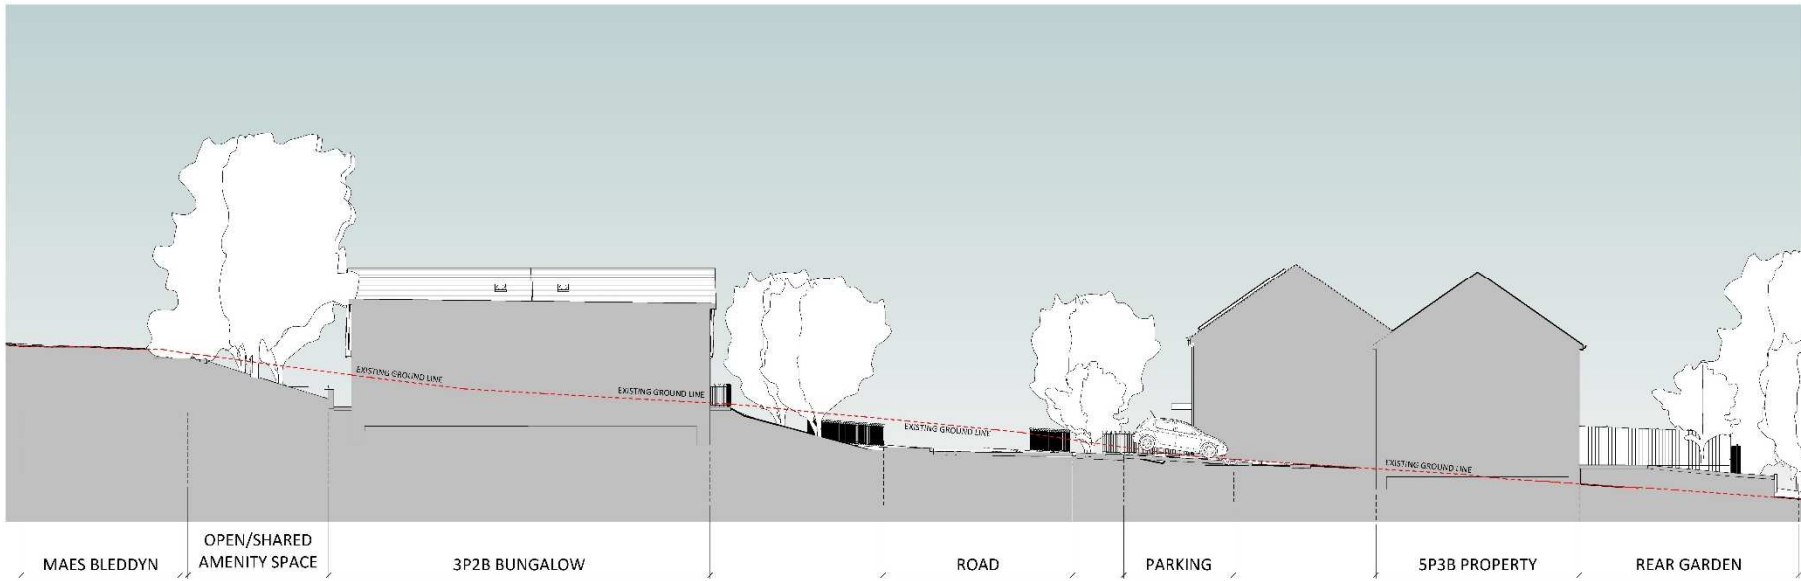 EXISTING GROUND LINE
EXISTING GROUND LINE
EXISTING GROUND LINE
EXISTING GROUND LINE
MAES BLEDDYN
OPEN/SHARED
AMENITY SPACE
3P2B BUNGALOW
ROAD
PARKING
5P3B PROPERTY
REAR GARDEN